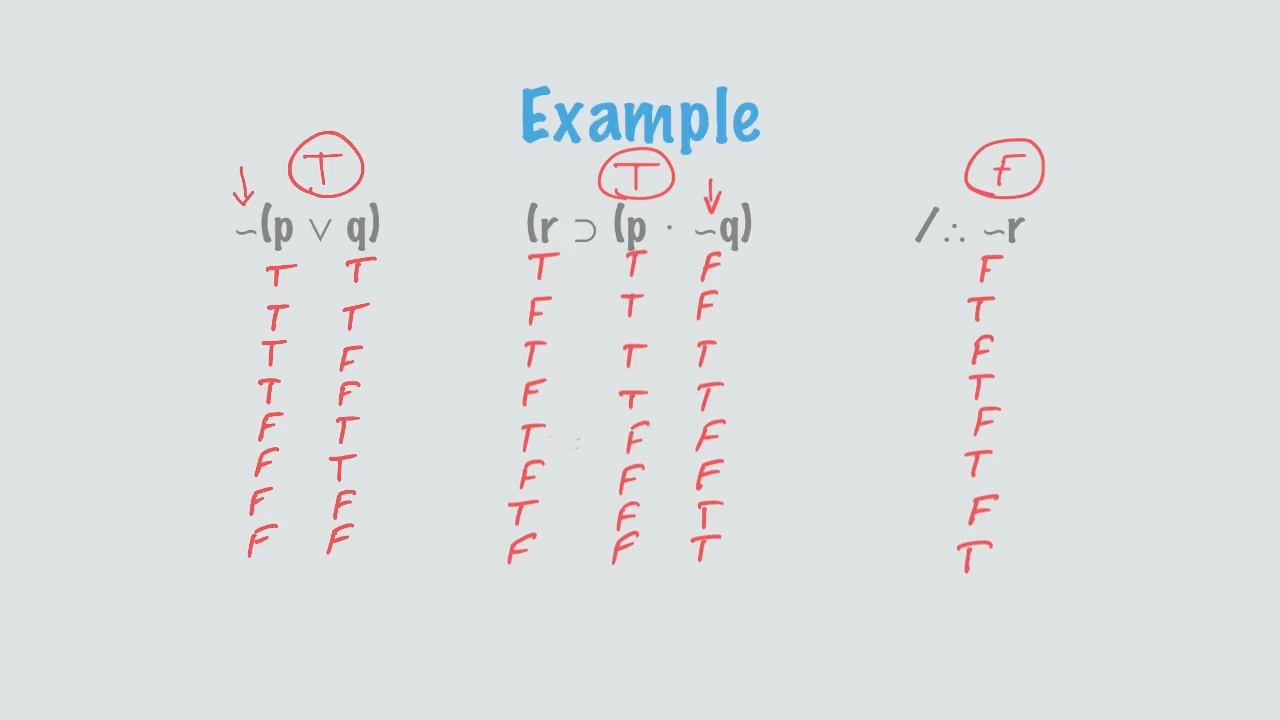 Example
T T F
~(p ∨ q) (r ⊃ (p · ~q) /∴ ~r
T T T T F F
T T F T F T
T F T T T F
T F F T T T
F T T F F F
F T F F F T
F F T F T F
F F F F T T